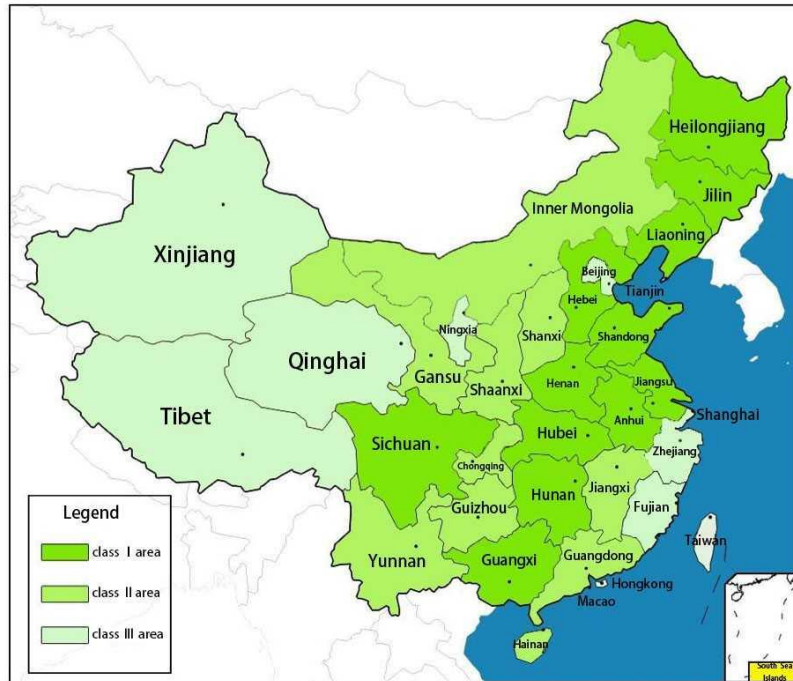 Heilongjiang
Jilin
Inner Mongolia
Liaoning
Xinjiang
Beijing
Tianjin
Hebei
Ningxia
Shanxi
Shandong
Qinghai
Gansu
Henan
Shaanxi
Jiangsu
Tibet
Anhui
Shanghai
Sichuan
Hubei
Zhejiang
Chongqing
Hunan
Jiangxi
Guizhou
Fujian
Legend
Taiwan
class I area
Yunnan
Guangxi
Guangdong
Hongkong
class II area
Macao
class III area
Hainan
South Sea
Islands